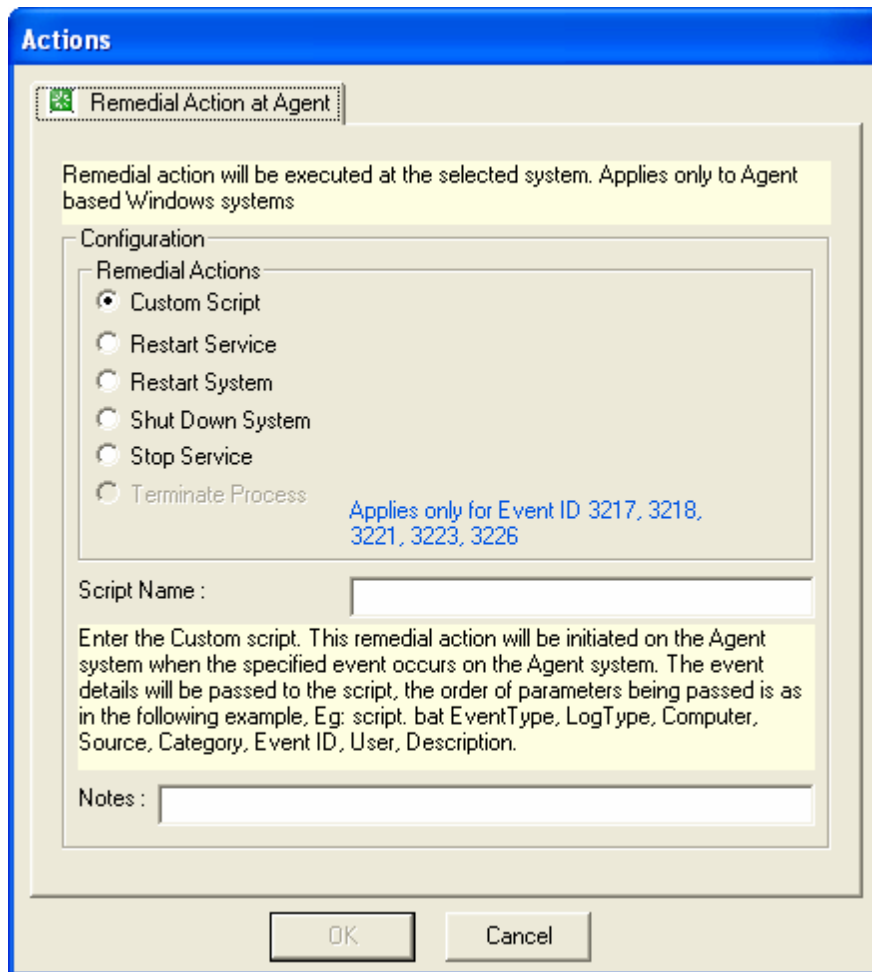 Actions
Remedial Action at Agent
Remedial action will be executed at the selected system. Applies only to Agent
based Windows systems
Configuration
Remedial Actions
Custom Script
Restart Service
Restart System
Shut Down System
Stop Service
Terminate Process
Applies only for Event ID 3217, 3218,
3221, 3223, 3226
Script Name :
Enter the Custom script. This remedial action will be initiated on the Agent
system when the specified event occurs on the Agent system. The event
details will be passed to the script, the order of parameters being passed is as
in the following example, Eg: script. bat EventType, LogType, Computer,
Source, Category, Event ID, User, Description.
Notes :
OK
Cancel